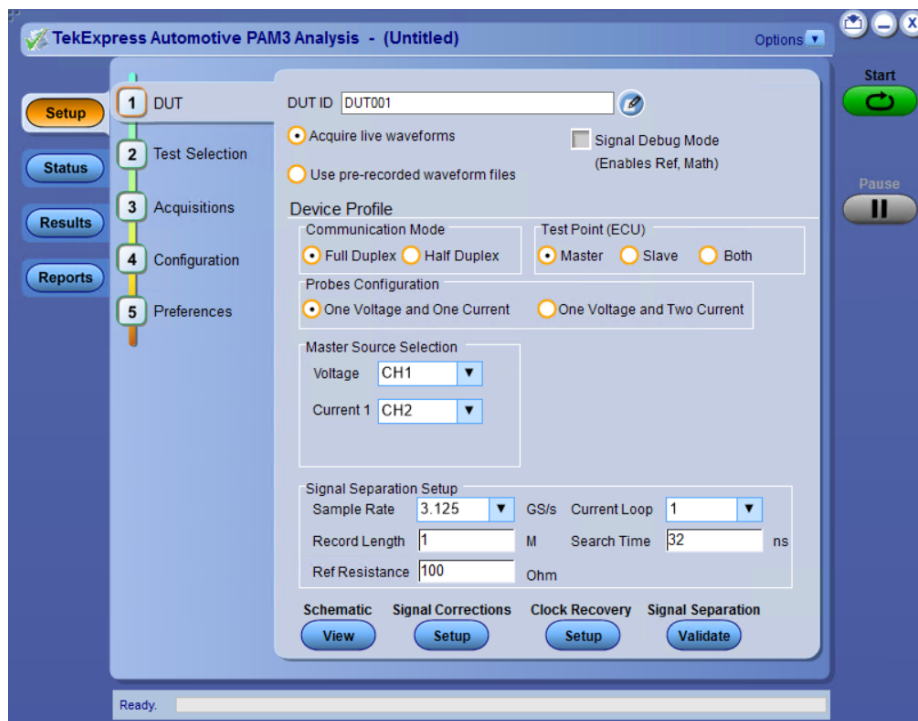 TekExpress Automotive PAM3 Analysis - (Untitled)
Options
Start
Pause
Setup
Status
Results
Reports
1 DUT
2 Test Selection
3 Acquisitions
4 Configuration
5 Preferences
DUT ID DUT001
Acquire live waveforms
Signal Debug Mode
(Enables Ref, Math)
Use pre-recorded waveform files
Device Profile
Communication Mode
Full Duplex Half Duplex
Test Point (ECU)
Master Slave Both
Probes Configuration
One Voltage and One Current One Voltage and Two Current
Master Source Selection
Voltage CH1
Current 1 CH2
Signal Separation Setup
Sample Rate 3.125 GS/s Current Loop 1
Record Length 1 M Search Time 32 ns
Ref Resistance 100 Ohm
Schematic Signal Corrections Clock Recovery Signal Separation
View Setup Setup Validate
Ready.